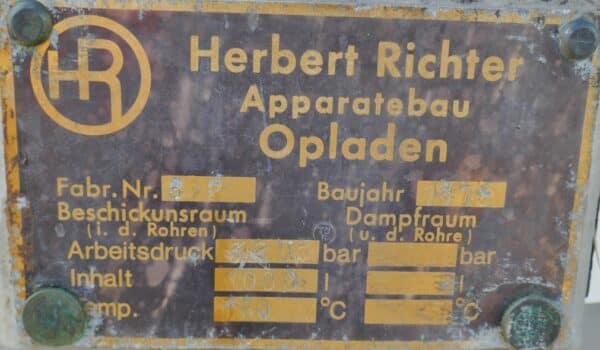 HR
Herbert Richter
Apparatebau
Opladen
Fabr. Nr. Baujahr
Beschickunsraum Dampfraum
(i. d. Rohren) (u. d. Rohre)
Arbeitsdruck bar bar
Inhalt l l
°C °C